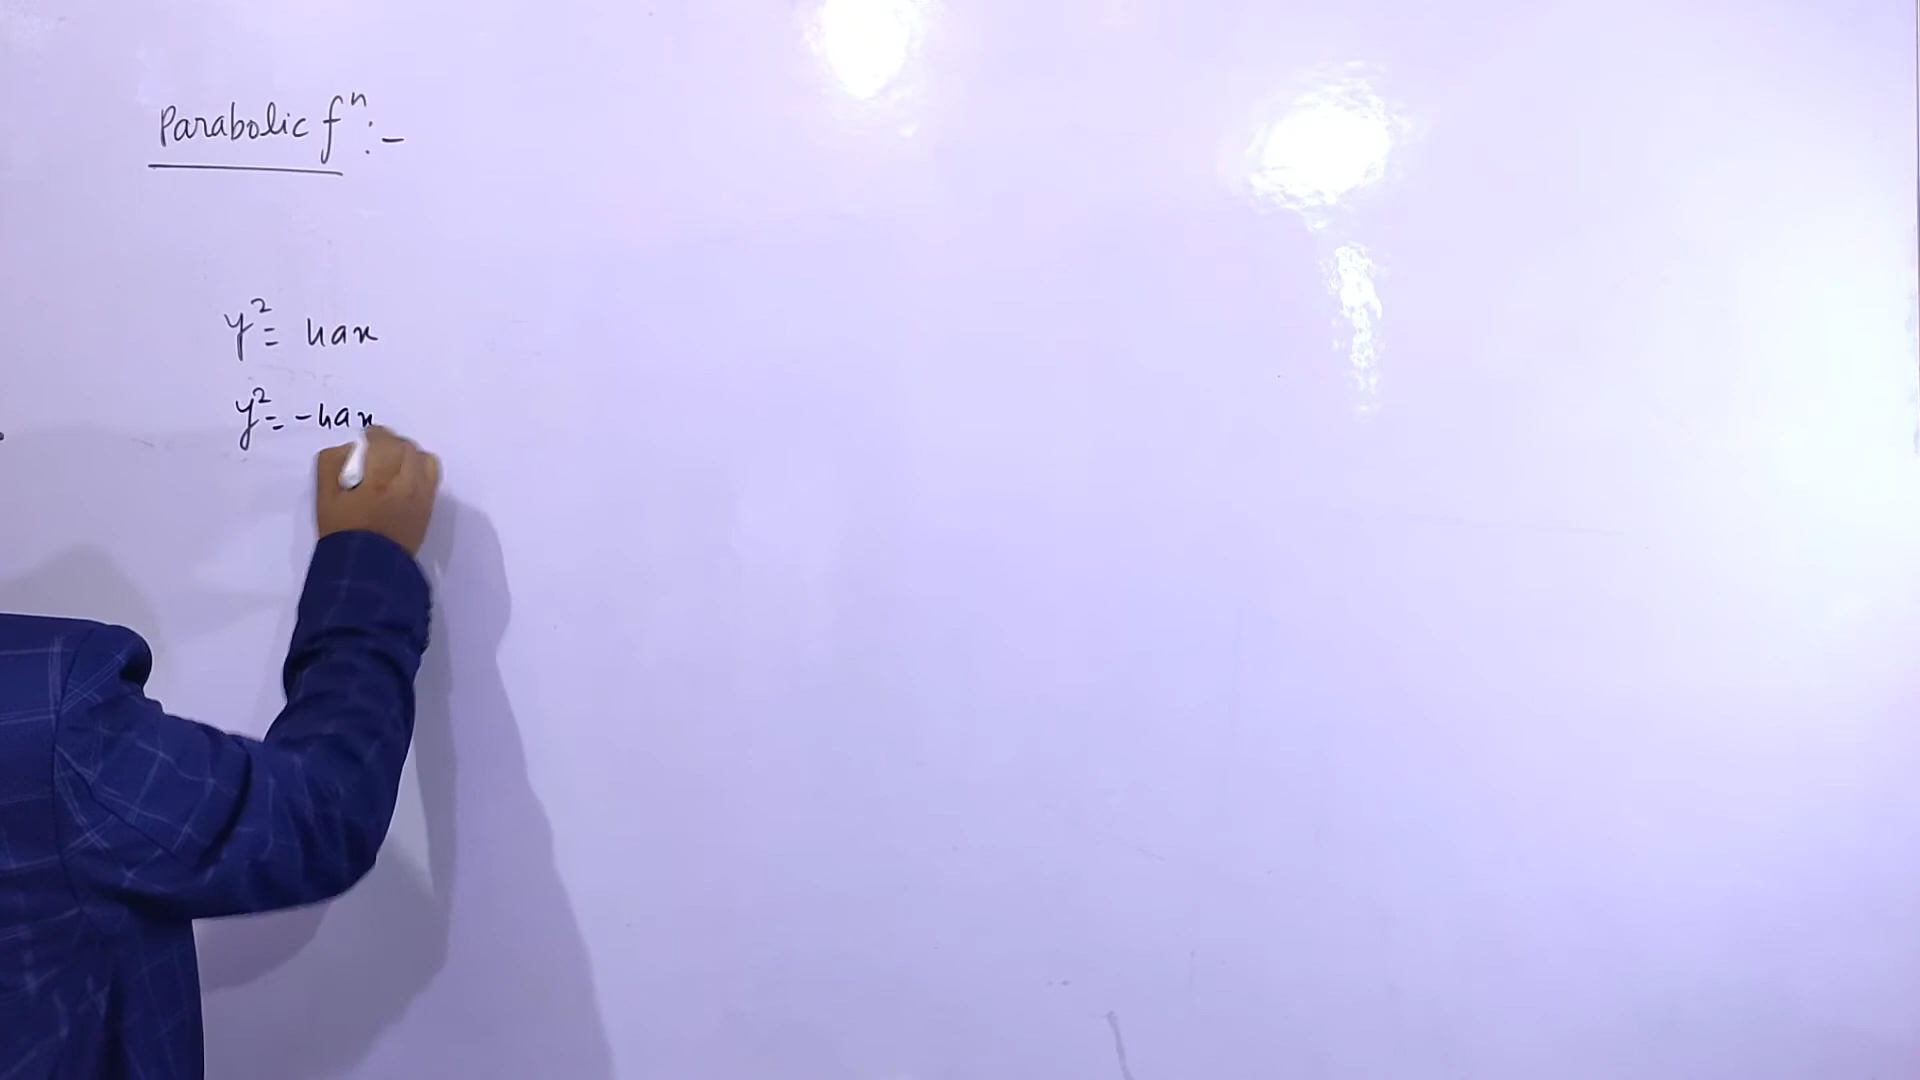 Parabolic fⁿ :-
y² = 4ax
y² = -4ax